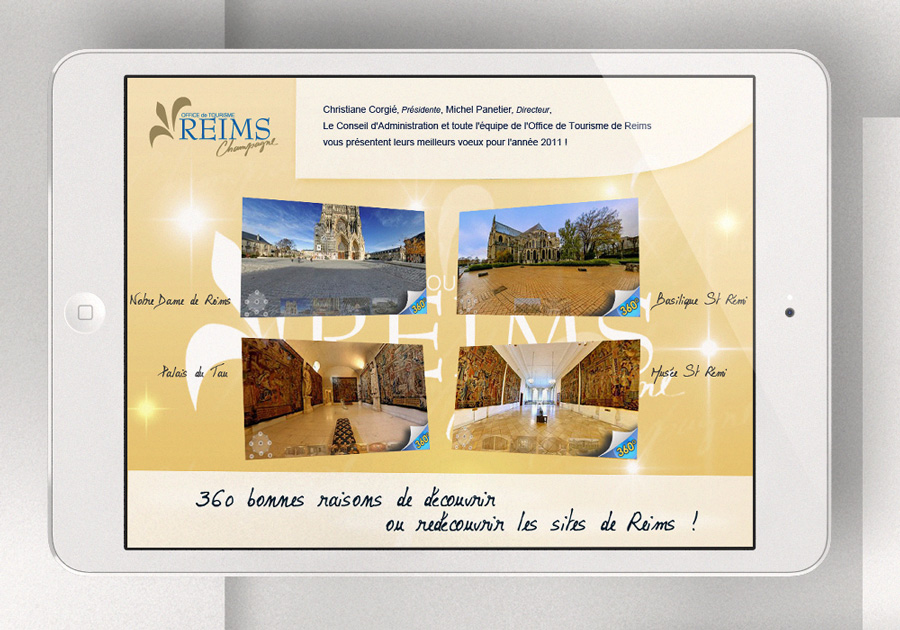 OFFICE de TOURISME
REIMS
Champagne
Christiane Corgié, Présidente, Michel Panetier, Directeur,
Le Conseil d'Administration et toute l'équipe de l'Office de Tourisme de Reims
vous présentent leurs meilleurs voeux pour l'année 2011 !
Notre Dame de Reims
360°
360°
Basilique St Rémi
REIMS
Palais du Tau
360°
360°
Musée St Rémi
360 bonnes raisons de découvrir
ou redécouvrir les sites de Reims !